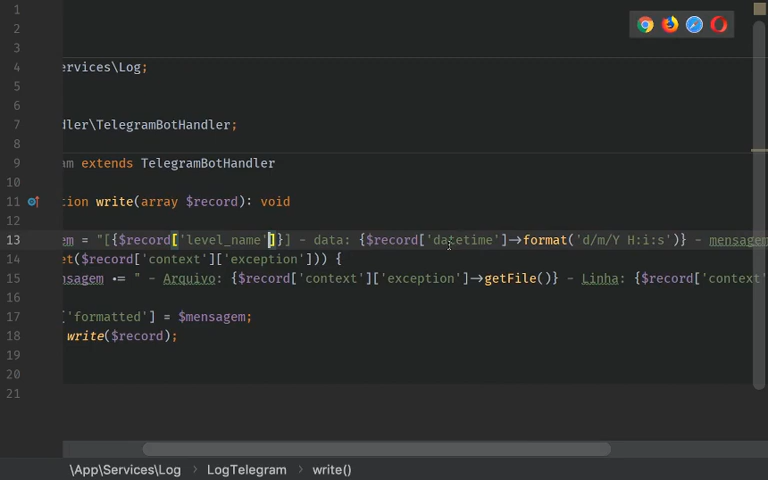 1
2
3
4 ervices\Log;
5
6
7 dler\TelegramBotHandler;
8
9 am extends TelegramBotHandler
10
11 tion write(array $record): void
12
13 em = "[{$record['level_name']}] - data: {$record['datetime']->format('d/m/Y H:i:s')} - mensagem
14 et($record['context']['exception'])) {
15 nsagem .= " - Arquivo: {$record['context']['exception']->getFile()} - Linha: {$record['context'
16
17 ['formatted'] = $mensagem;
18 write($record);
19
20
21
\App\Services\Log › LogTelegram › write()